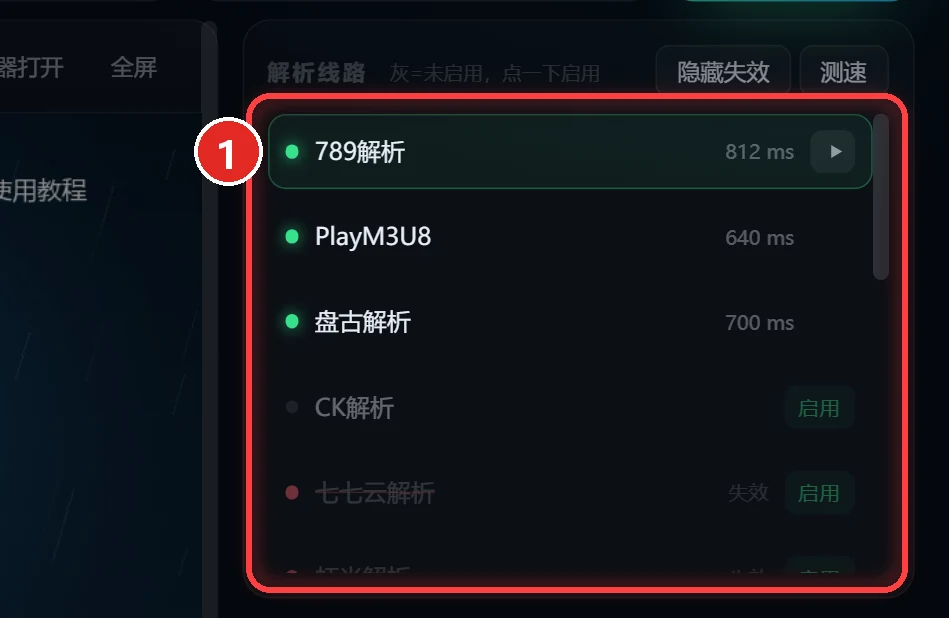 器打开 全屏
解析线路 灰=未启用，点一下启用 隐藏失效 测速
1
789解析 812 ms
使用教程
PlayM3U8 640 ms
盘古解析 700 ms
CK解析 启用
七七云解析 失效 启用